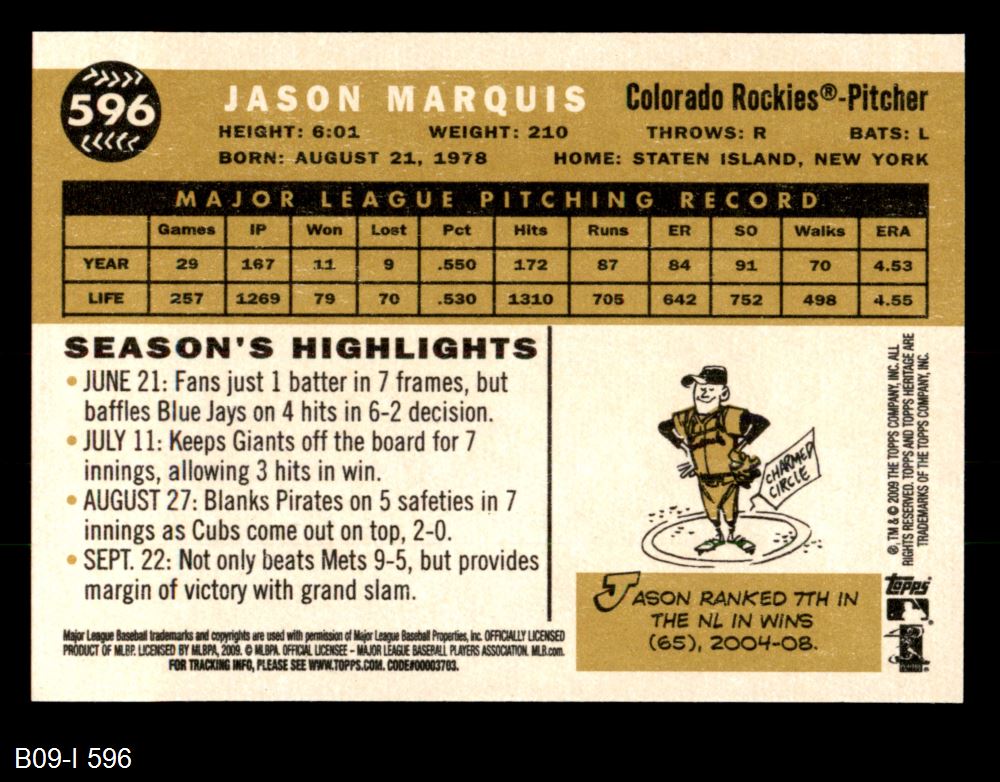 596
JASON MARQUIS
Colorado Rockies®-Pitcher
HEIGHT: 6:01 WEIGHT: 210 THROWS: R BATS: L
BORN: AUGUST 21, 1978 HOME: STATEN ISLAND, NEW YORK
MAJOR LEAGUE PITCHING RECORD
Games IP Won Lost Pct Hits Runs ER SO Walks ERA
YEAR 29 167 11 9 .550 172 87 84 91 70 4.53
LIFE 257 1269 79 70 .530 1310 705 642 752 498 4.55
SEASON'S HIGHLIGHTS
• JUNE 21: Fans just 1 batter in 7 frames, but
baffles Blue Jays on 4 hits in 6-2 decision.
• JULY 11: Keeps Giants off the board for 7
innings, allowing 3 hits in win.
• AUGUST 27: Blanks Pirates on 5 safeties in 7
innings as Cubs come out on top, 2-0.
• SEPT. 22: Not only beats Mets 9-5, but provides
margin of victory with grand slam.
Major League Baseball trademarks and copyrights are used with permission of Major League Baseball Properties, Inc. OFFICIALLY LICENSED
PRODUCT OF MLBP. LICENSED BY MLBPA, 2009. © MLBPA. OFFICIAL LICENSEE – MAJOR LEAGUE BASEBALL PLAYERS ASSOCIATION. MLB.com.
FOR TRACKING INFO, PLEASE SEE WWW.TOPPS.COM. CODE#00003703.
CHARMED
CIRCLE
JASON RANKED 7TH IN
THE NL IN WINS
(65), 2004-08.
®, TM & © 2009 THE TOPPS COMPANY, INC. ALL
RIGHTS RESERVED. TOPPS AND TOPPS HERITAGE ARE
TRADEMARKS OF THE TOPPS COMPANY, INC.
Topps
B09-I 596